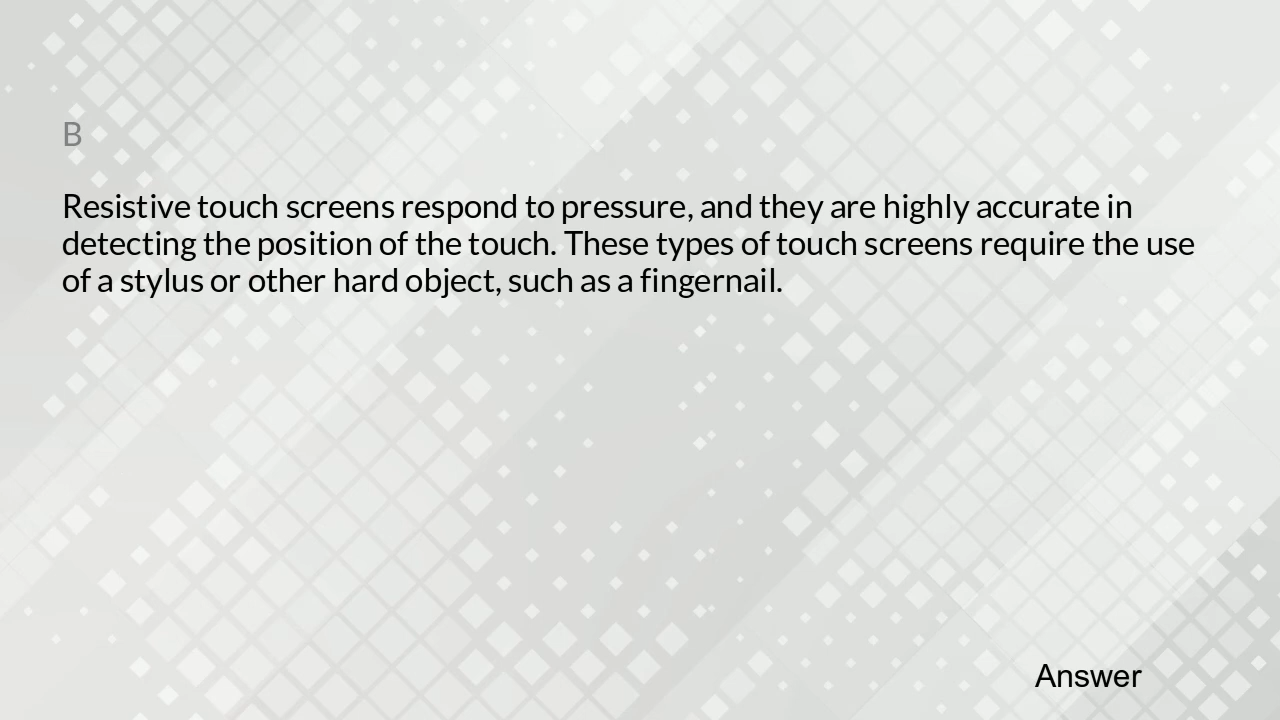 B
Resistive touch screens respond to pressure, and they are highly accurate in
detecting the position of the touch. These types of touch screens require the use
of a stylus or other hard object, such as a fingernail.
Answer